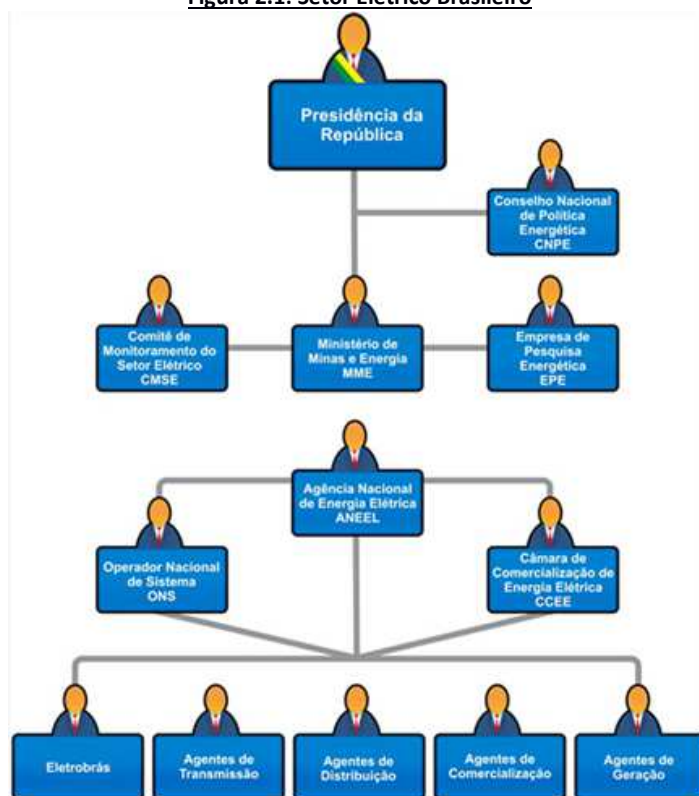 Figura 2.1: Setor Elétrico Brasileiro
Presidência da
República
Conselho Nacional
de Política
Energética
CNPE
Comitê de
Monitoramento do
Setor Elétrico
CMSE
Ministério de
Minas e Energia
MME
Empresa de
Pesquisa
Energética
EPE
Agência Nacional
de Energia Elétrica
ANEEL
Operador Nacional
de Sistema
ONS
Câmara de
Comercialização de
Energia Elétrica
CCEE
Eletrobrás
Agentes de
Transmissão
Agentes de
Distribuição
Agentes de
Comercialização
Agentes de
Geração